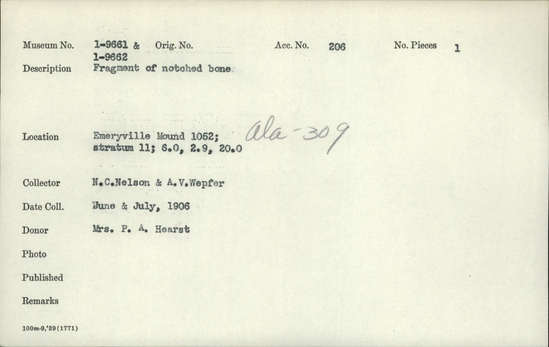 Museum No. 1-9661 & Orig. No. Acc. No. 206 No. Pieces 1
1-9662
Description Fragment of notched bone.
Location Emeryville Mound 1052; Ala-309
stratum 11; 6.0, 2.9, 20.0
Collector N.C.Nelson & A.V.Wepfer
Date Coll. June & July, 1906
Donor Mrs. P. A. Hearst
Photo
Published
Remarks
100m-9,'39(1771)